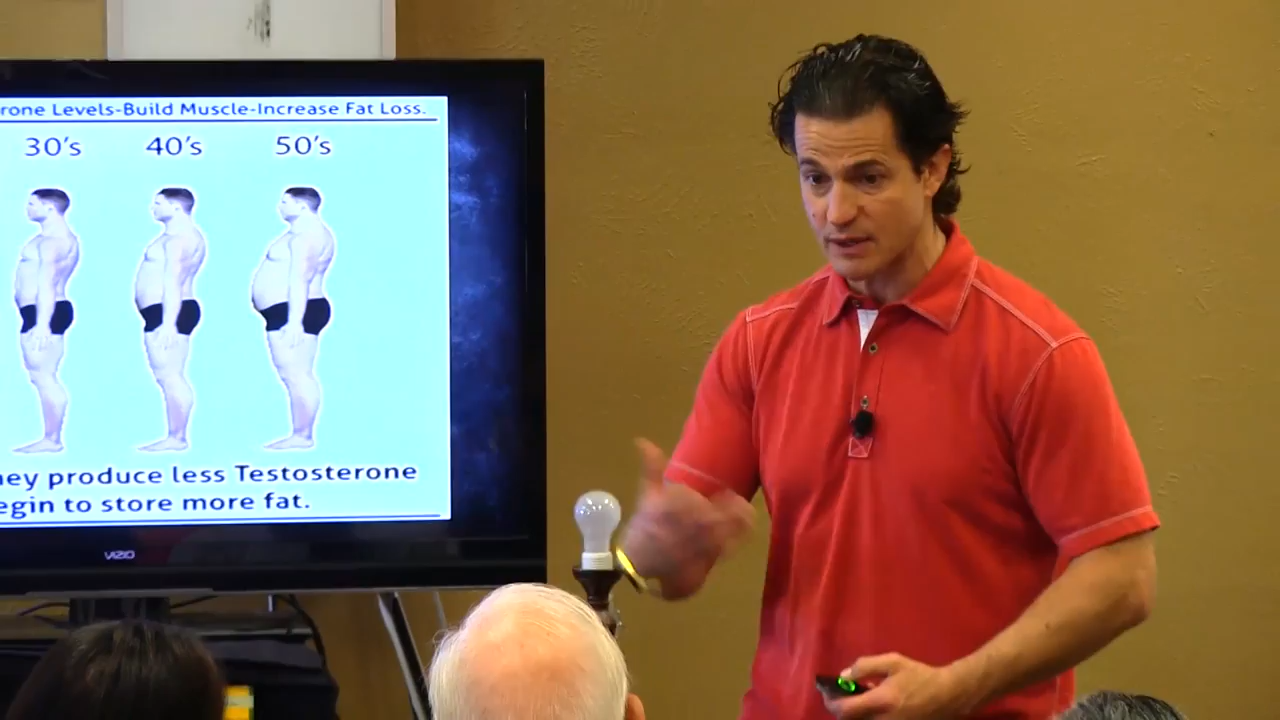 rone Levels-Build Muscle-Increase Fat Loss.
30's 40's 50's
ney produce less Testosterone
egin to store more fat.
VIZIO